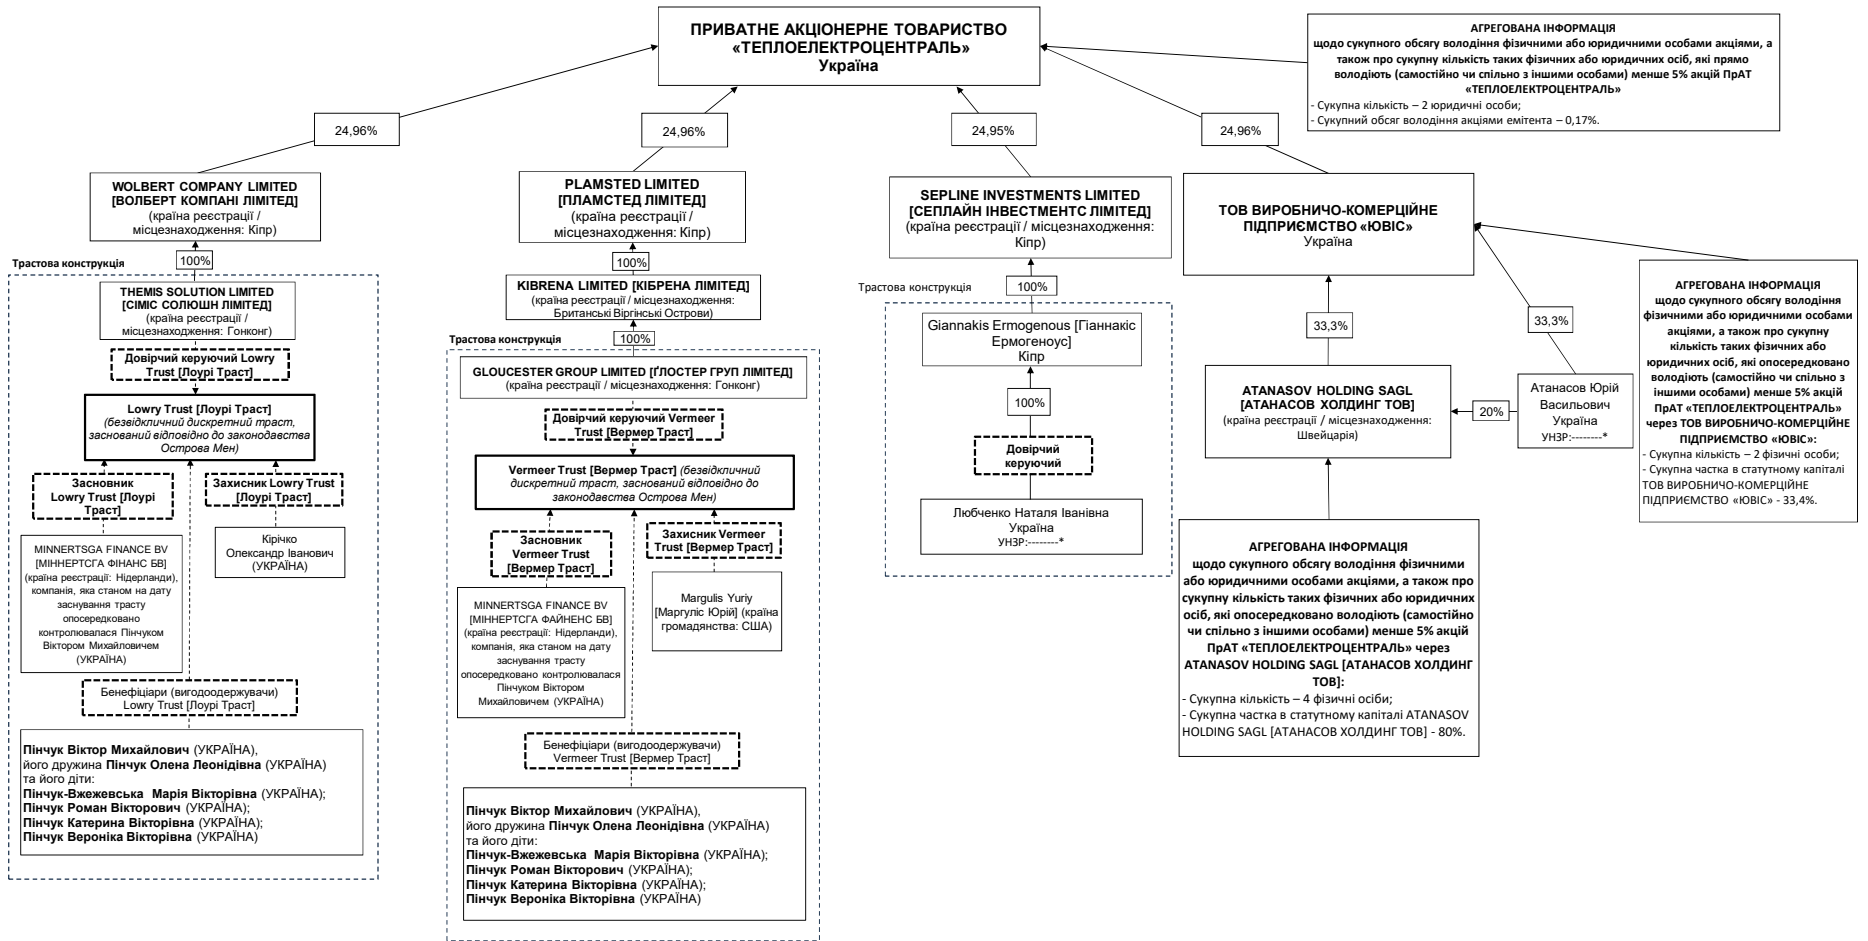 ПРИВАТНЕ АКЦІОНЕРНЕ ТОВАРИСТВО
«ТЕПЛОЕЛЕКТРОЦЕНТРАЛЬ»
Україна
АГРЕГОВАНА ІНФОРМАЦІЯ
щодо сукупного обсягу володіння фізичними або юридичними особами акціями, а
також про сукупну кількість таких фізичних або юридичних осіб, які прямо
володіють (самостійно чи спільно з іншими особами) менше 5% акцій ПрАТ
«ТЕПЛОЕЛЕКТРОЦЕНТРАЛЬ»
- Сукупна кількість – 2 юридичні особи;
- Сукупний обсяг володіння акціями емітента – 0,17%.
24,96%
24,96%
24,95%
24,96%
WOLBERT COMPANY LIMITED
[ВОЛБЕРТ КОМПАНІ ЛІМІТЕД]
(країна реєстрації /
місцезнаходження: Кіпр)
100%
Трастова конструкція
THEMIS SOLUTION LIMITED
[СІМІС СОЛЮШН ЛІМІТЕД]
(країна реєстрації /
місцезнаходження: Гонконг)
Довірчий керуючий Lowry
Trust [Лоурі Траст]
Lowry Trust [Лоурі Траст]
(безвідкличний дискретний траст,
заснований відповідно до законодавства
Острова Мен)
Засновник
Lowry Trust [Лоурі
Траст]
Захисник Lowry Trust
[Лоурі Траст]
MINNERTSGA FINANCE BV
[МІННЕРТСГА ФІНАНС БВ]
(країна реєстрації: Нідерланди),
компанія, яка станом на дату
заснування трасту
опосередковано
контролювалася Пінчуком
Віктором Михайловичем
(УКРАЇНА)
Кірічко
Олександр Іванович
(УКРАЇНА)
Бенефіціари (вигодоодержувачи)
Lowry Trust [Лоурі Траст]
Пінчук Віктор Михайлович (УКРАЇНА),
його дружина Пінчук Олена Леонідівна (УКРАЇНА)
та його діти:
Пінчук-Вжежевська Марія Вікторівна (УКРАЇНА);
Пінчук Роман Вікторович (УКРАЇНА);
Пінчук Катерина Вікторівна (УКРАЇНА);
Пінчук Вероніка Вікторівна (УКРАЇНА)
PLAMSTED LIMITED
[ПЛАМСТЕД ЛІМІТЕД]
(країна реєстрації /
місцезнаходження: Кіпр)
100%
KIBRENA LIMITED [КІБРЕНА ЛІМІТЕД]
(країна реєстрації / місцезнаходження:
Британські Віргінські Острови)
Трастова конструкція
100%
GLOUCESTER GROUP LIMITED [ҐЛОСТЕР ГРУП ЛІМІТЕД]
(країна реєстрації / місцезнаходження: Гонконг)
Довірчий керуючий Vermeer
Trust [Вермер Траст]
Vermeer Trust [Вермер Траст] (безвідкличний
дискретний траст, заснований відповідно до
законодавства Острова Мен)
Засновник
Vermeer Trust
[Вермер Траст]
Захисник Vermeer
Trust [Вермер Траст]
MINNERTSGA FINANCE BV
[МІННЕРТСГА ФАЙНЕНС БВ]
(країна реєстрації: Нідерланди),
компанія, яка станом на дату
заснування трасту
опосередковано контролювалася
Пінчуком Віктором
Михайловичем (УКРАЇНА)
Margulis Yuriy
[Маргуліс Юрій] (країна
громадянства: США)
Бенефіціари (вигодоодержувачи)
Vermeer Trust [Вермер Траст]
Пінчук Віктор Михайлович (УКРАЇНА),
його дружина Пінчук Олена Леонідівна (УКРАЇНА)
та його діти:
Пінчук-Вжежевська Марія Вікторівна (УКРАЇНА);
Пінчук Роман Вікторович (УКРАЇНА);
Пінчук Катерина Вікторівна (УКРАЇНА);
Пінчук Вероніка Вікторівна (УКРАЇНА)
SEPLINE INVESTMENTS LIMITED
[СЕПЛАЙН ІНВЕСТМЕНТС ЛІМІТЕД]
(країна реєстрації / місцезнаходження:
Кіпр)
Трастова конструкція
100%
Giannakis Ermogenous [Гіаннакіс
Ермогеноус]
Кіпр
100%
Довірчий
керуючий
Любченко Наталя Іванівна
Україна
УНЗР:--------*
ТОВ ВИРОБНИЧО-КОМЕРЦІЙНЕ
ПІДПРИЄМСТВО «ЮВІС»
Україна
33,3%
33,3%
ATANASOV HOLDING SAGL
[АТАНАСОВ ХОЛДИНГ ТОВ]
(країна реєстрації / місцезнаходження:
Швейцарія)
20%
Атанасов Юрій
Васильович
Україна
УНЗР:--------*
АГРЕГОВАНА ІНФОРМАЦІЯ
щодо сукупного обсягу володіння
фізичними або юридичними особами
акціями, а також про сукупну
кількість таких фізичних або
юридичних осіб, які опосередковано
володіють (самостійно чи спільно з
іншими особами) менше 5% акцій
ПрАТ «ТЕПЛОЕЛЕКТРОЦЕНТРАЛЬ»
через ТОВ ВИРОБНИЧО-КОМЕРЦІЙНЕ
ПІДПРИЄМСТВО «ЮВІС»:
- Сукупна кількість – 2 фізичні особи;
- Сукупна частка в статутному капіталі
ТОВ ВИРОБНИЧО-КОМЕРЦІЙНЕ
ПІДПРИЄМСТВО «ЮВІС» - 33,4%.
АГРЕГОВАНА ІНФОРМАЦІЯ
щодо сукупного обсягу володіння фізичними
або юридичними особами акціями, а також про
сукупну кількість таких фізичних або юридичних
осіб, які опосередковано володіють (самостійно
чи спільно з іншими особами) менше 5% акцій
ПрАТ «ТЕПЛОЕЛЕКТРОЦЕНТРАЛЬ» через
ATANASOV HOLDING SAGL [АТАНАСОВ ХОЛДИНГ
ТОВ]:
- Сукупна кількість – 4 фізичні особи;
- Сукупна частка в статутному капіталі ATANASOV
HOLDING SAGL [АТАНАСОВ ХОЛДИНГ ТОВ] - 80%.